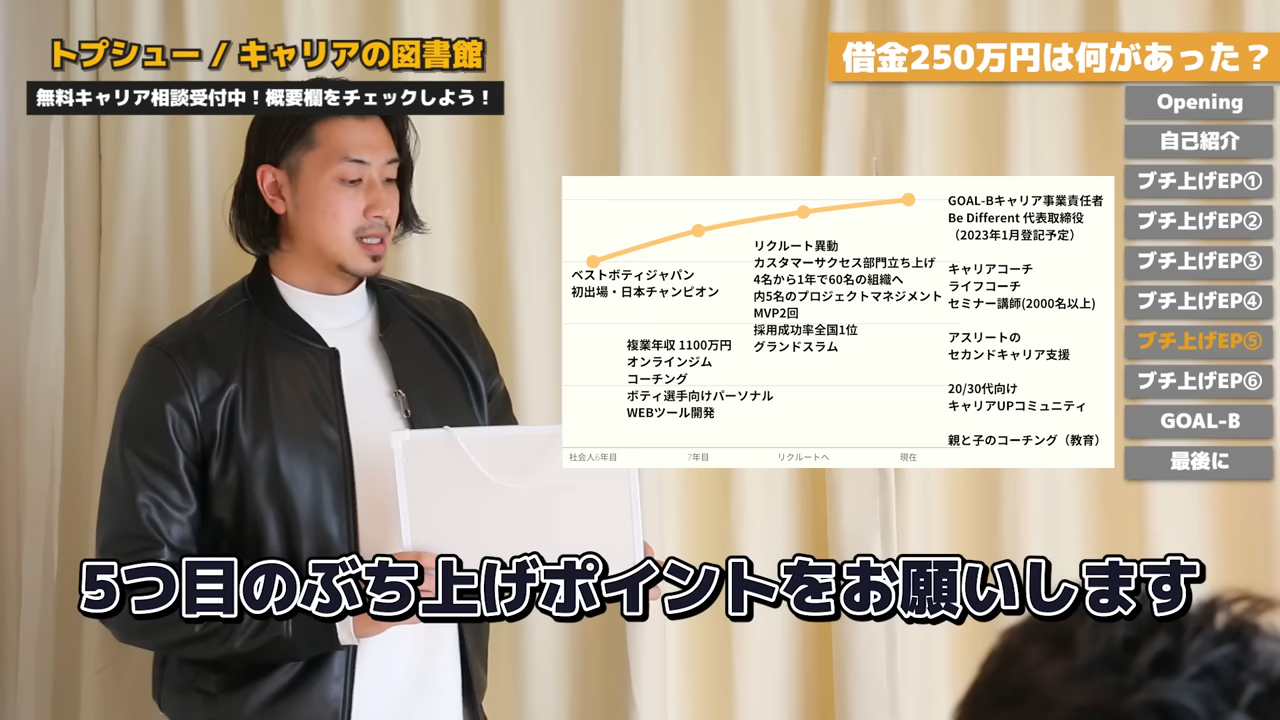 トプシュー / キャリアの図書館
無料キャリア相談受付中！概要欄をチェックしよう！
借金250万円は何があった？
Opening
自己紹介
ブチ上げEP①
ブチ上げEP②
ブチ上げEP③
ブチ上げEP④
ブチ上げEP⑤
ブチ上げEP⑥
GOAL-B
最後に
ベストボティジャパン
初出場・日本チャンピオン
複業年収 1100万円
オンラインジム
コーチング
ボティ選手向けパーソナル
WEBツール開発
リクルート異動
カスタマーサクセス部門立ち上げ
4名から1年で60名の組織へ
内5名のプロジェクトマネジメント
MVP2回
採用成功率全国1位
グランドスラム
GOAL-Bキャリア事業責任者
Be Different 代表取締役
（2023年1月登記予定）
キャリアコーチ
ライフコーチ
セミナー講師(2000名以上)
アスリートの
セカンドキャリア支援
20/30代向け
キャリアUPコミュニティ
親と子のコーチング（教育）
社会人6年目
7年目
リクルートへ
現在
5つ目のぶち上げポイントをお願いします